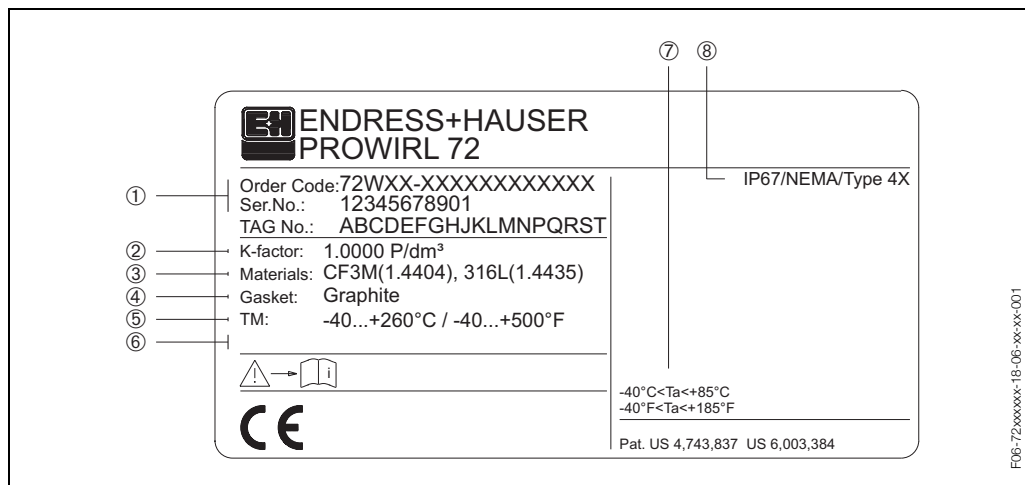 ⑦ ⑧
E+H
ENDRESS+HAUSER
PROWIRL 72
IP67/NEMA/Type 4X
① Order Code:72WXX-XXXXXXXXXXXX
Ser.No.: 12345678901
TAG No.: ABCDEFGHJKLMNPQRST
② K-factor: 1.0000 P/dm³
③ Materials: CF3M(1.4404), 316L(1.4435)
④ Gasket: Graphite
⑤ TM: -40...+260°C / -40...+500°F
⑥
i
-40°C<Ta<+85°C
-40°F<Ta<+185°F
CE
Pat. US 4,743,837 US 6,003,384
F06-72xxxxxx-18-06-xx-xx-001